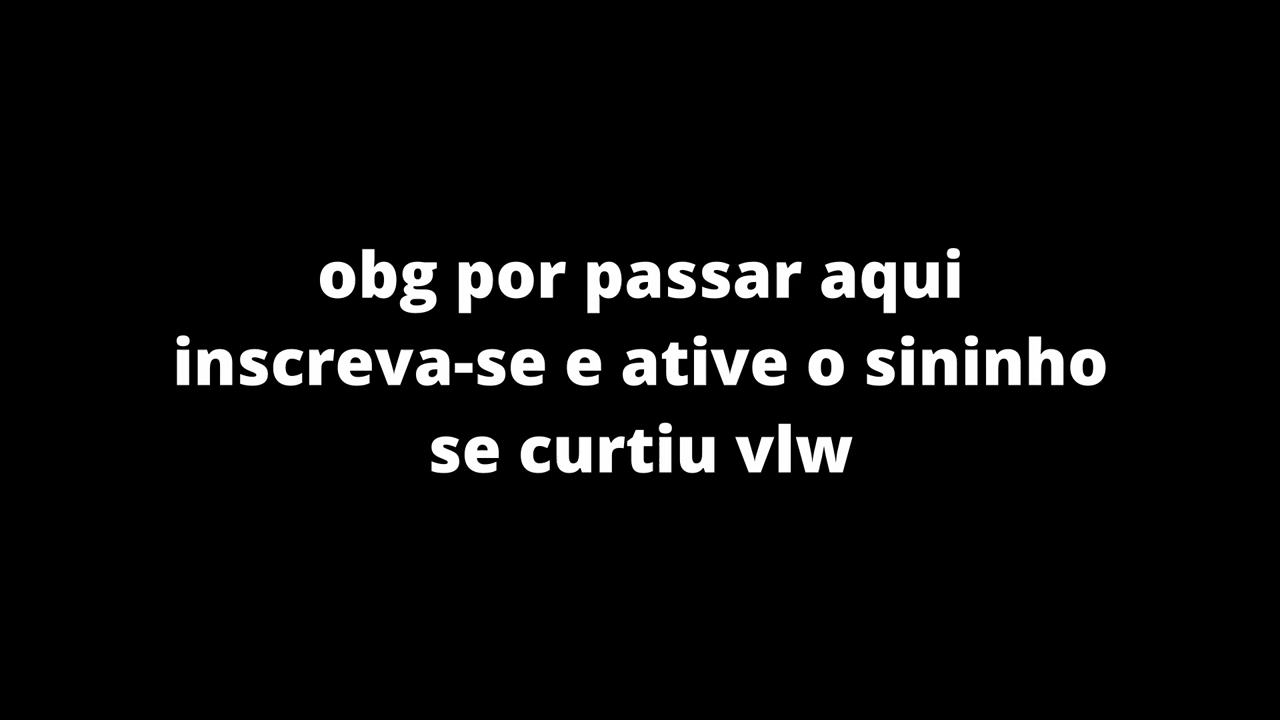 obg por passar aqui
inscreva-se e ative o sininho
se curtiu vlw